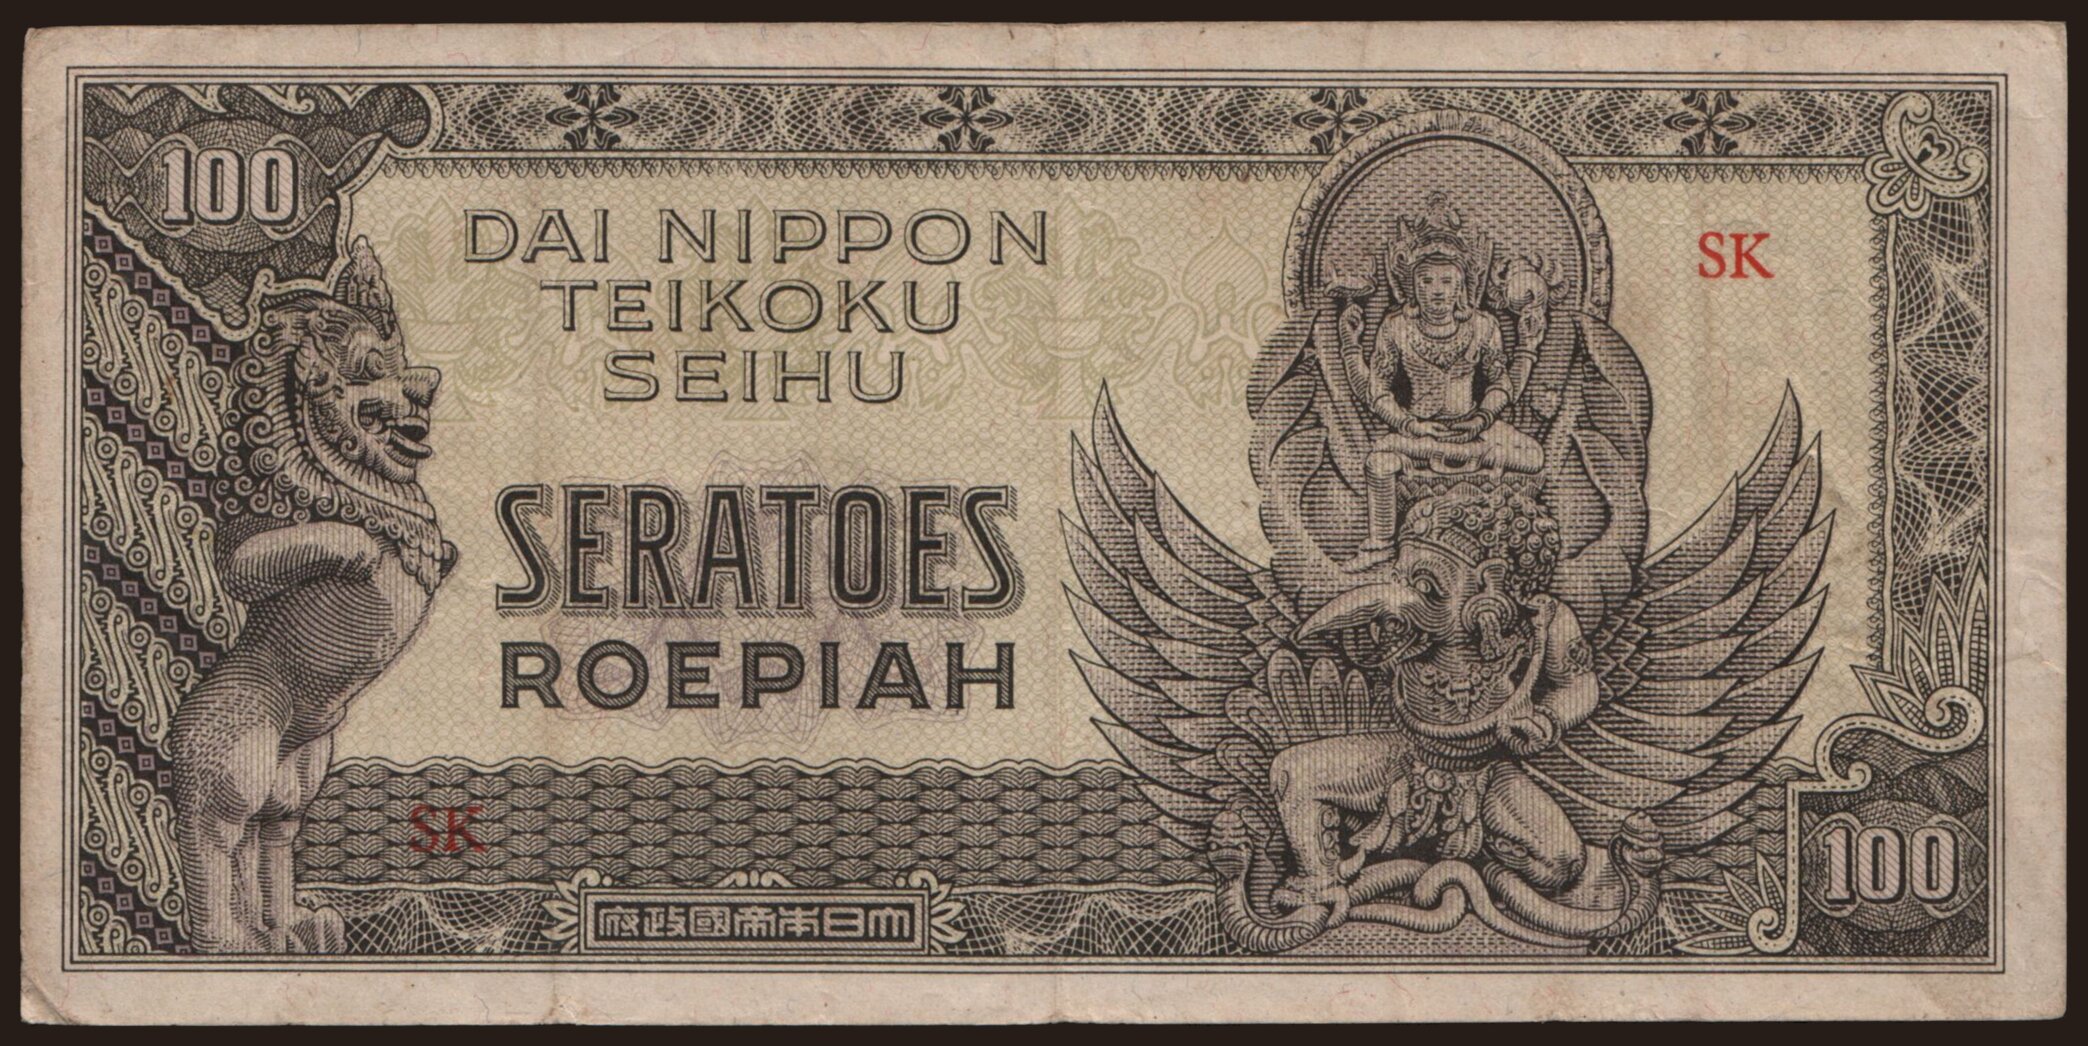 100
DAI NIPPON
TEIKOKU
SEIHU
SK
SERATOES
ROEPIAH
SK
府政國帝本日大
100